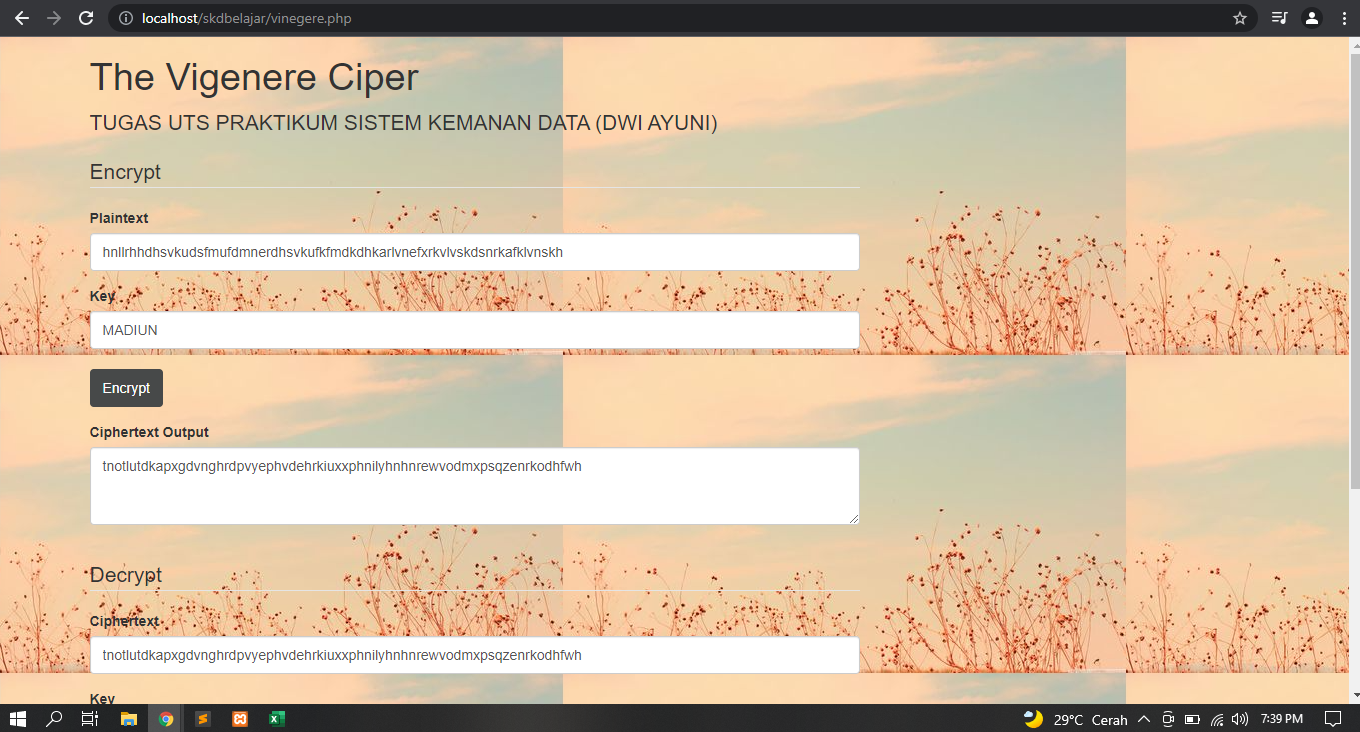 localhost/skdbelajar/vinegere.php
The Vigenere Ciper
TUGAS UTS PRAKTIKUM SISTEM KEMANAN DATA (DWI AYUNI)
Encrypt
Plaintext
hnllrhhdhsvkudsfmufdmnerdhsvkufkfmdkdhkarlvnefxrkvlvskdsnrkafklvnskh
Key
MADIUN
Encrypt
Ciphertext Output
tnotlutdkapxgdvnghrdpvyephvdehrkiuxxphnilyhnhnrewvodmxpsqzenrkodhfwh
Decrypt
Ciphertext
tnotlutdkapxgdvnghrdpvyephvdehrkiuxxphnilyhnhnrewvodmxpsqzenrkodhfwh
Key
29°C Cerah
7:39 PM